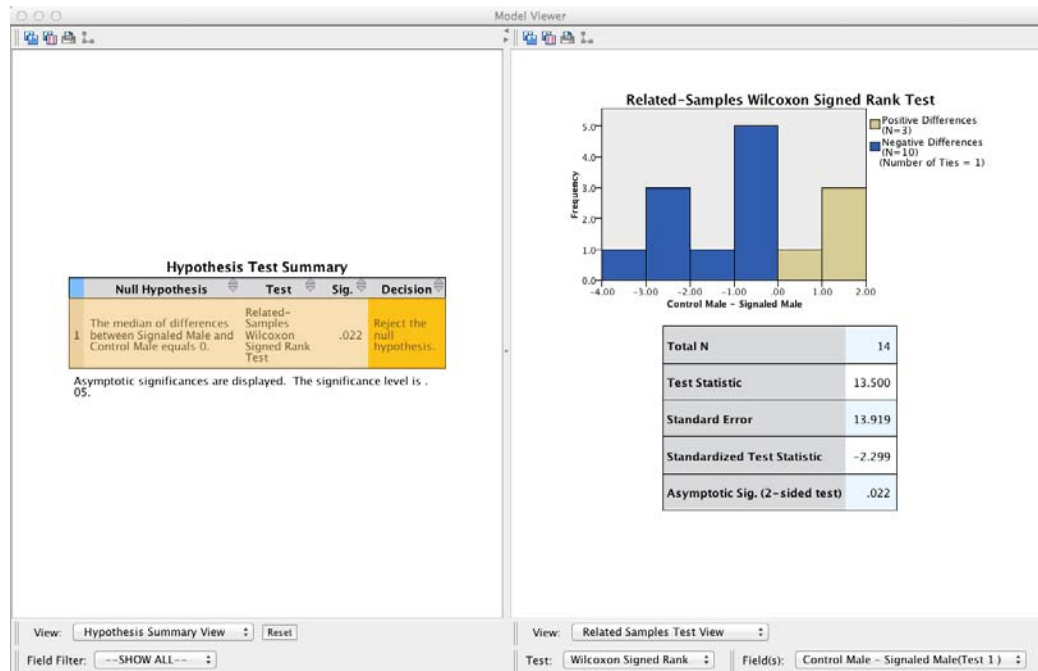 Model Viewer
Hypothesis Test Summary
Null Hypothesis Test Sig. Decision
1 The median of differences between Signaled Male and Control Male equals 0. Related-Samples Wilcoxon Signed Rank Test .022 Reject the null hypothesis.
Asymptotic significances are displayed. The significance level is .
05.
View: Hypothesis Summary View Reset
Field Filter: --SHOW ALL--
Related-Samples Wilcoxon Signed Rank Test
Positive Differences
(N=3)
Negative Differences
(N=10)
(Number of Ties = 1)
Frequency
5.0
4.0
3.0
2.0
1.0
0.0
-4.00 -3.00 -2.00 -1.00 .00 1.00 2.00
Control Male - Signaled Male
Total N 14
Test Statistic 13.500
Standard Error 13.919
Standardized Test Statistic -2.299
Asymptotic Sig. (2-sided test) .022
View: Related Samples Test View
Test: Wilcoxon Signed Rank Field(s): Control Male - Signaled Male(Test 1 )